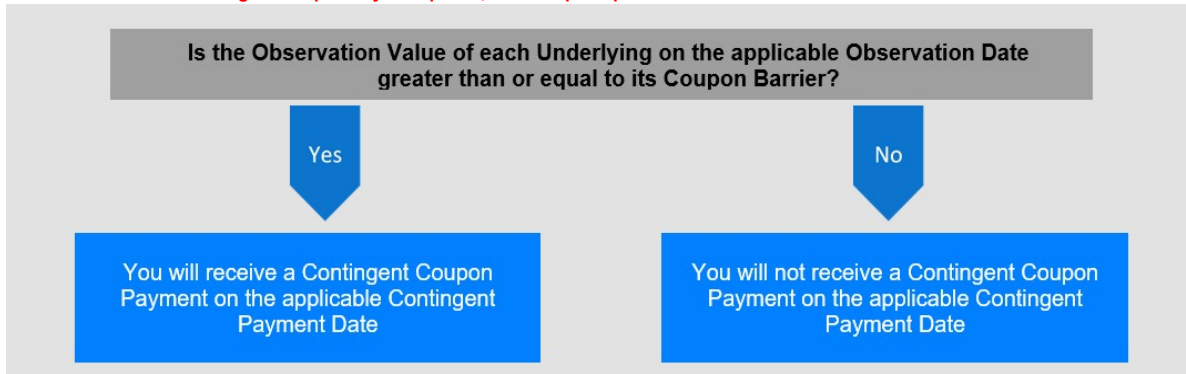 Is the Observation Value of each Underlying on the applicable Observation Date
greater than or equal to its Coupon Barrier?
Yes
No
You will receive a Contingent Coupon
Payment on the applicable Contingent
Payment Date
You will not receive a Contingent Coupon
Payment on the applicable Contingent
Payment Date